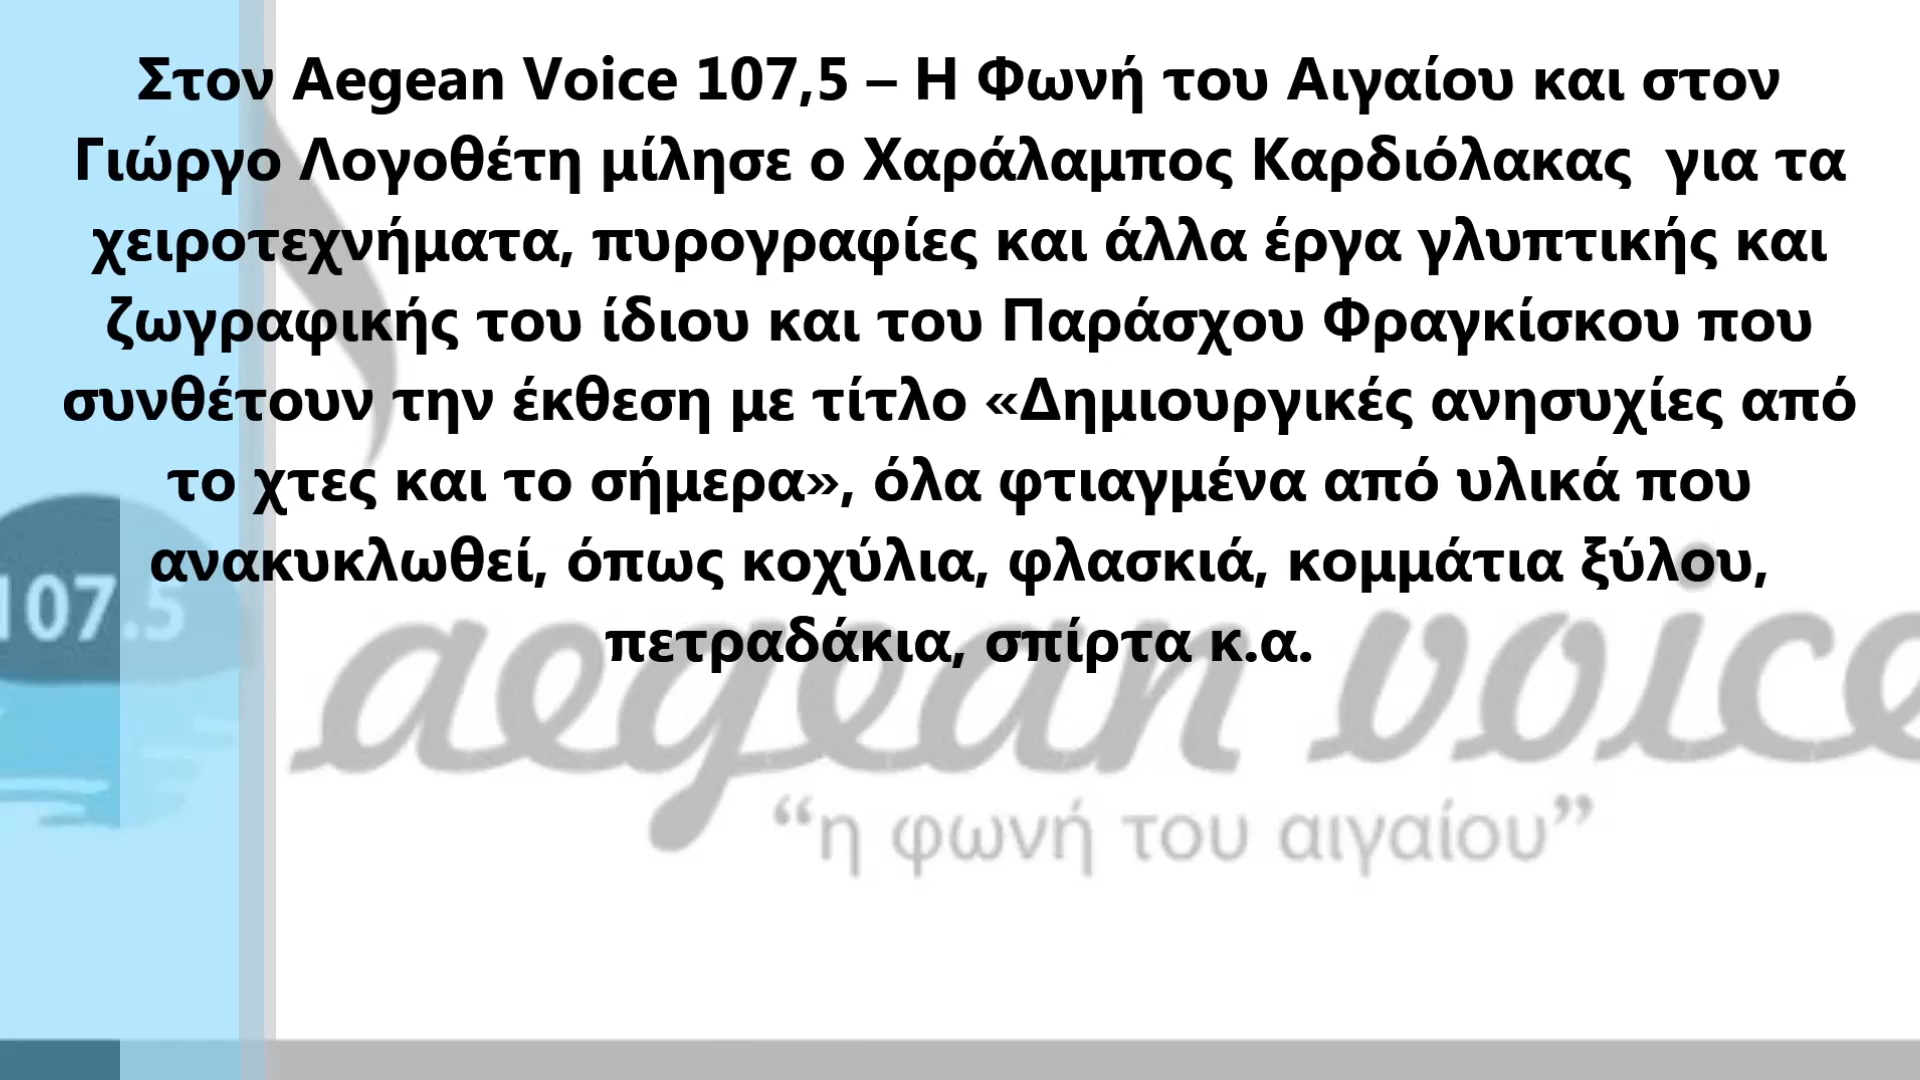 Στον Aegean Voice 107,5 – Η Φωνή του Αιγαίου και στον
Γιώργο Λογοθέτη μίλησε ο Χαράλαμπος Καρδιόλακας  για τα
χειροτεχνήματα, πυρογραφίες και άλλα έργα γλυπτικής και
ζωγραφικής του ίδιου και του Παράσχου Φραγκίσκου που
συνθέτουν την έκθεση με τίτλο «Δημιουργικές ανησυχίες από
το χτες και το σήμερα», όλα φτιαγμένα από υλικά που
ανακυκλωθεί, όπως κοχύλια, φλασκιά, κομμάτια ξύλου,
πετραδάκια, σπίρτα κ.α.
107.5
aegean voice
“η φωνή του αιγαίου”